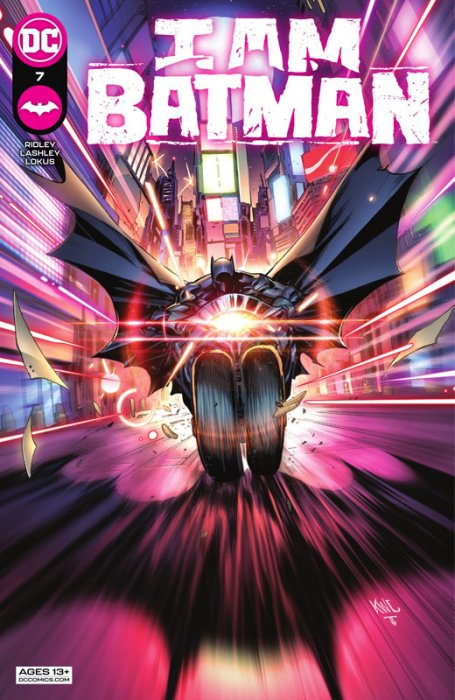 DC
7
RIDLEY
LASHLEY
LOKUS
I AM
BATMAN
AGES 13+
DCCOMICS.COM